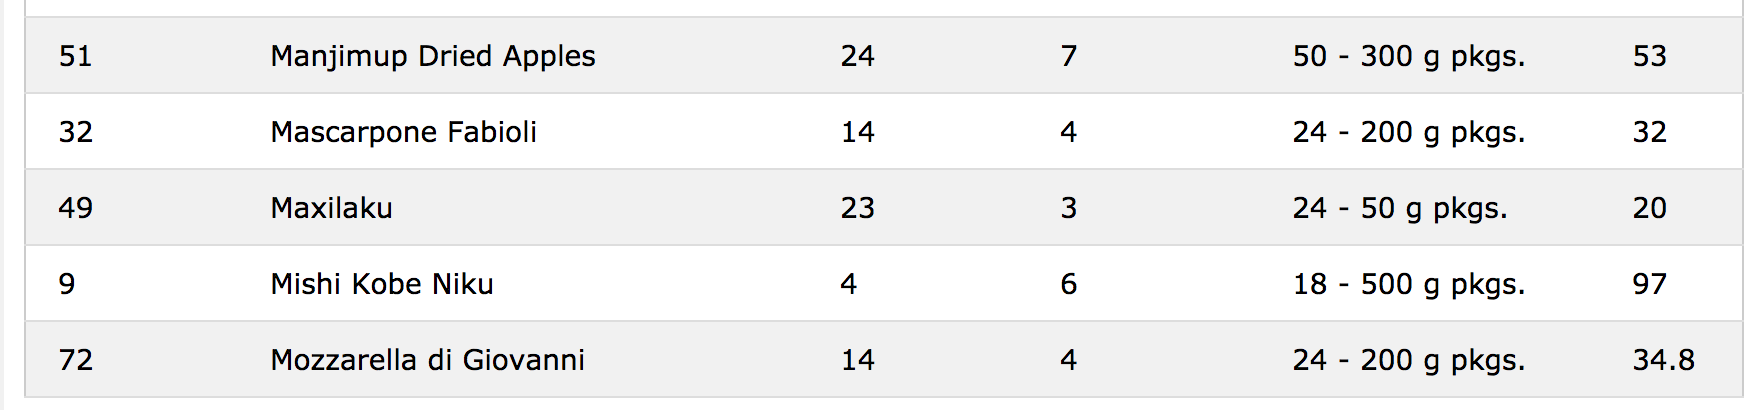 51 Manjimup Dried Apples 24 7 50 - 300 g pkgs. 53
32 Mascarpone Fabioli 14 4 24 - 200 g pkgs. 32
49 Maxilaku 23 3 24 - 50 g pkgs. 20
9 Mishi Kobe Niku 4 6 18 - 500 g pkgs. 97
72 Mozzarella di Giovanni 14 4 24 - 200 g pkgs. 34.8